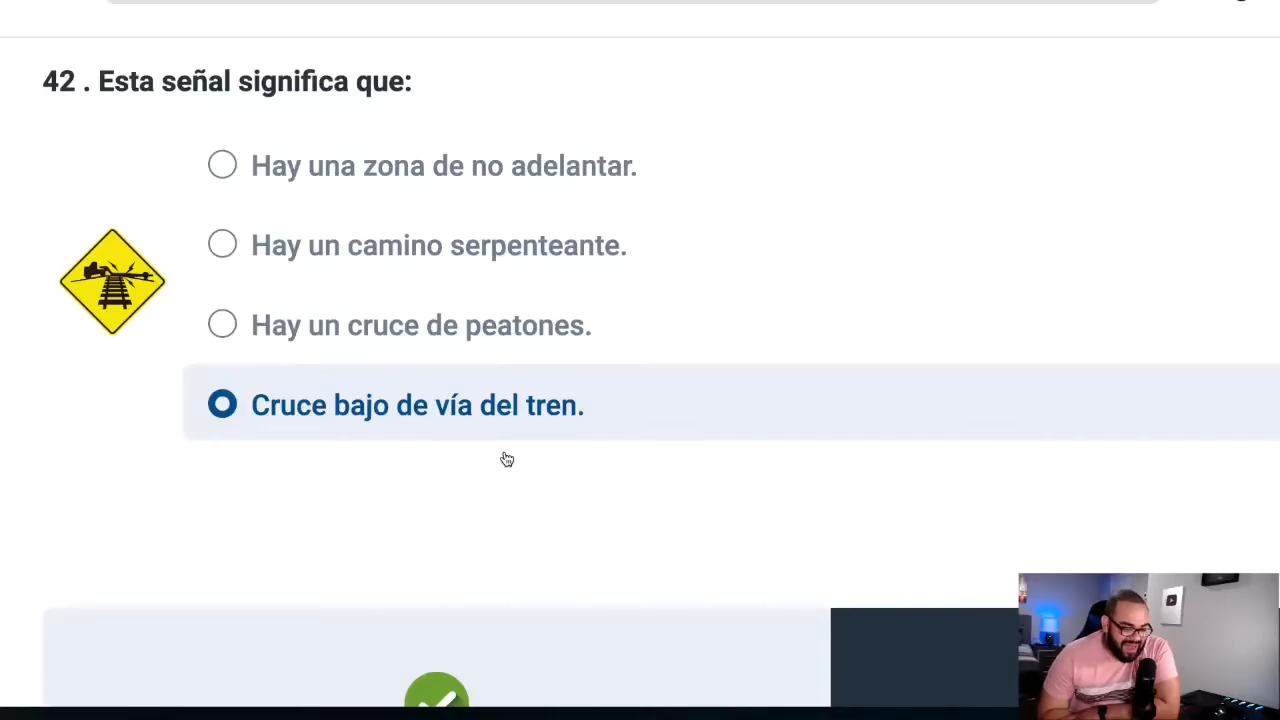 42 . Esta señal significa que:
Hay una zona de no adelantar.
Hay un camino serpenteante.
Hay un cruce de peatones.
Cruce bajo de vía del tren.